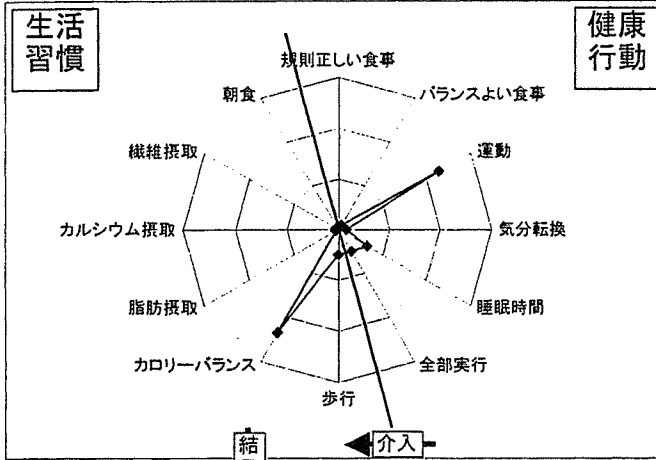 生活
習慣
健康
行動
規則正しい食事
朝食
バランスよい食事
繊維摂取
運動
カルシウム摂取
気分転換
脂肪摂取
睡眠時間
カロリーバランス
全部実行
歩行
結
介入